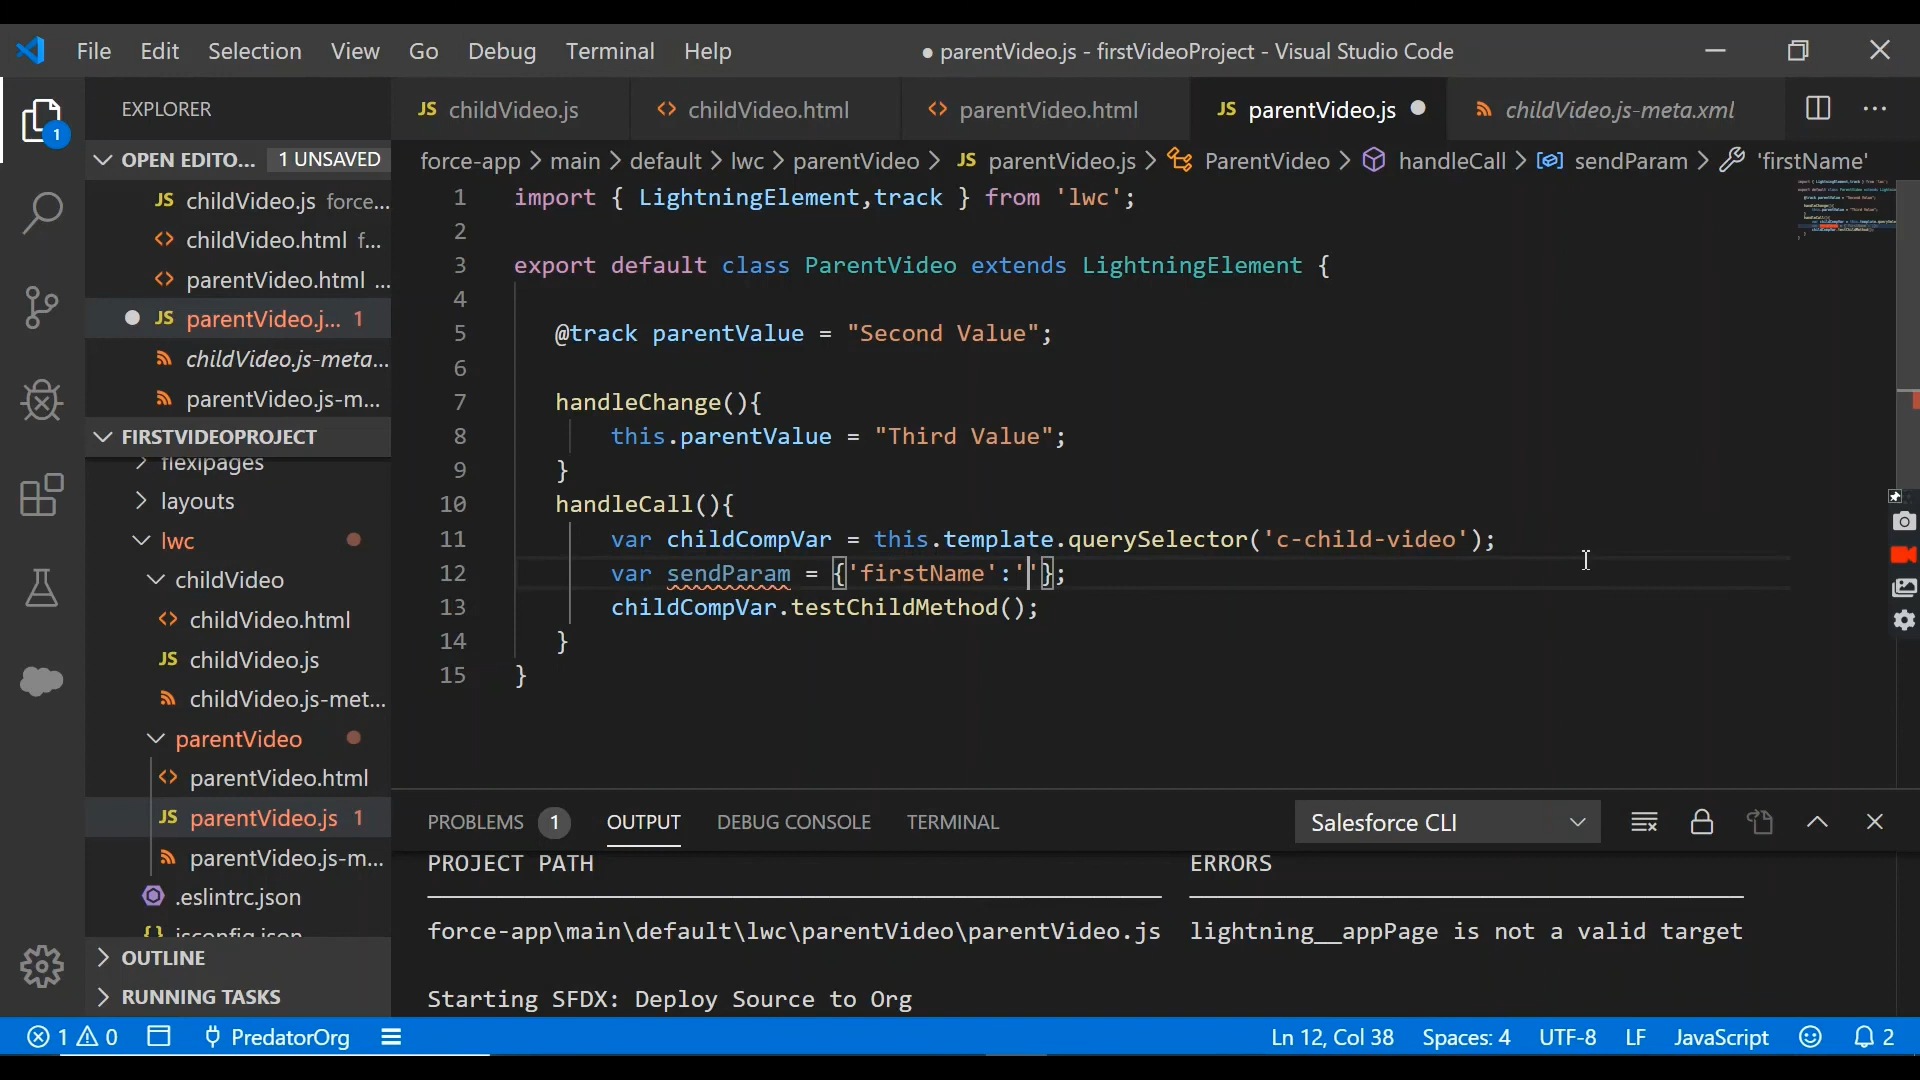 File Edit Selection View Go Debug Terminal Help
● parentVideo.js - firstVideoProject - Visual Studio Code
EXPLORER
OPEN EDITO... 1 UNSAVED
JS childVideo.js force...
<> childVideo.html f...
<> parentVideo.html ...
JS parentVideo.j... 1
childVideo.js-meta...
parentVideo.js-m...
FIRSTVIDEOPROJECT
flexipages
layouts
lwc
childVideo
<> childVideo.html
JS childVideo.js
childVideo.js-met...
parentVideo
<> parentVideo.html
JS parentVideo.js 1
parentVideo.js-m...
.eslintrc.json
{} jsconfig.json
OUTLINE
RUNNING TASKS
1
JS childVideo.js
<> childVideo.html
<> parentVideo.html
JS parentVideo.js ●
childVideo.js-meta.xml
force-app > main > default > lwc > parentVideo > JS parentVideo.js > ParentVideo > handleCall > sendParam > 'firstName'
1 import { LightningElement,track } from 'lwc';
2
3 export default class ParentVideo extends LightningElement {
4
5 @track parentValue = "Second Value";
6
7 handleChange(){
8 this.parentValue = "Third Value";
9 }
10 handleCall(){
11 var childCompVar = this.template.querySelector('c-child-video');
12 var sendParam = {'firstName':''};
13 childCompVar.testChildMethod();
14 }
15 }
PROBLEMS 1 OUTPUT DEBUG CONSOLE TERMINAL
Salesforce CLI
PROJECT PATH ERRORS
force-app\main\default\lwc\parentVideo\parentVideo.js lightning__appPage is not a valid target
Starting SFDX: Deploy Source to Org
1 0 PredatorOrg
Ln 12, Col 38 Spaces: 4 UTF-8 LF JavaScript 2